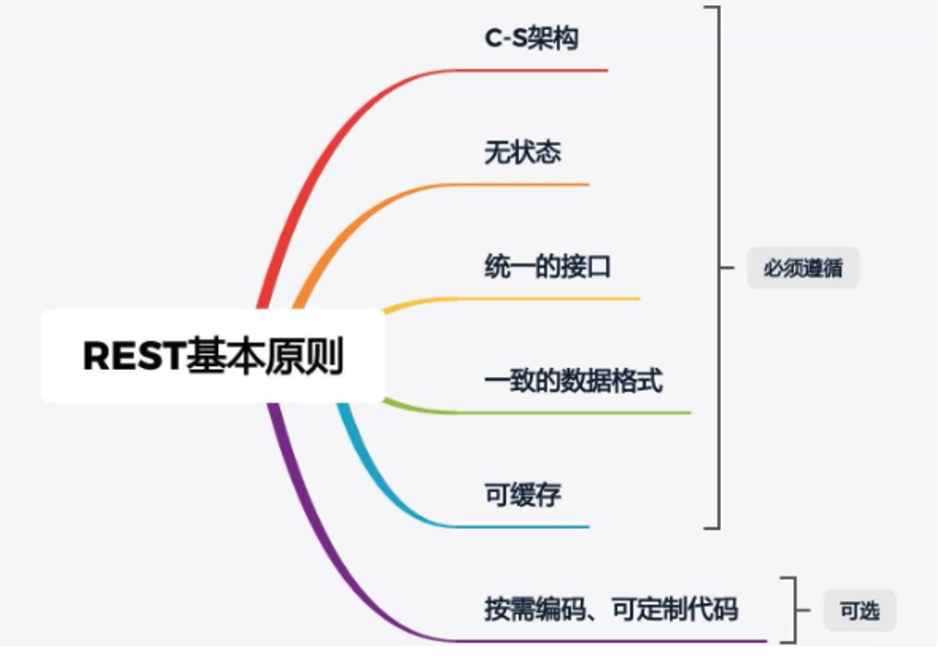 C-S架构
无状态
统一的接口
必须遵循
REST基本原则
一致的数据格式
可缓存
按需编码、可定制代码
可选